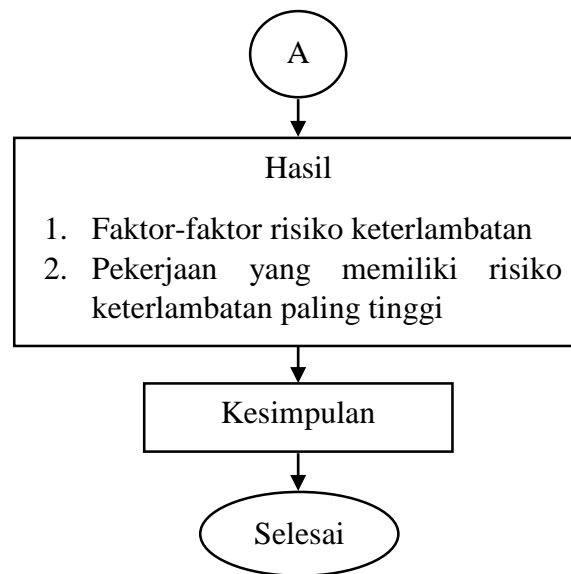 A
Hasil
1. Faktor-faktor risiko keterlambatan
2. Pekerjaan yang memiliki risiko
keterlambatan paling tinggi
Kesimpulan
Selesai